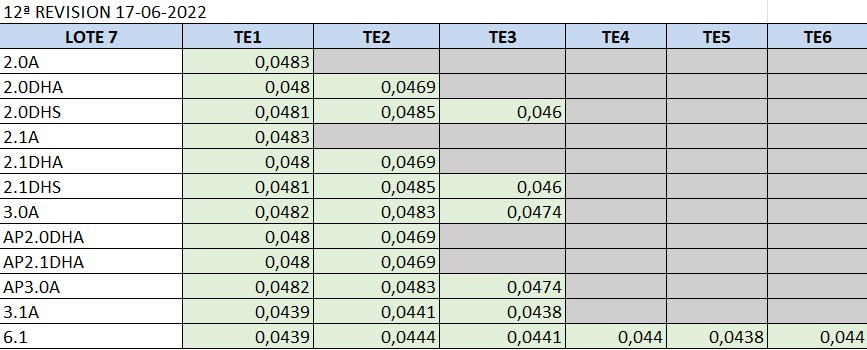 12ª REVISION 17-06-2022
LOTE 7 TE1 TE2 TE3 TE4 TE5 TE6
2.0A 0,0483
2.0DHA 0,048 0,0469
2.0DHS 0,0481 0,0485 0,046
2.1A 0,0483
2.1DHA 0,048 0,0469
2.1DHS 0,0481 0,0485 0,046
3.0A 0,0482 0,0483 0,0474
AP2.0DHA 0,048 0,0469
AP2.1DHA 0,048 0,0469
AP3.0A 0,0482 0,0483 0,0474
3.1A 0,0439 0,0441 0,0438
6.1 0,0439 0,0444 0,0441 0,044 0,0438 0,044